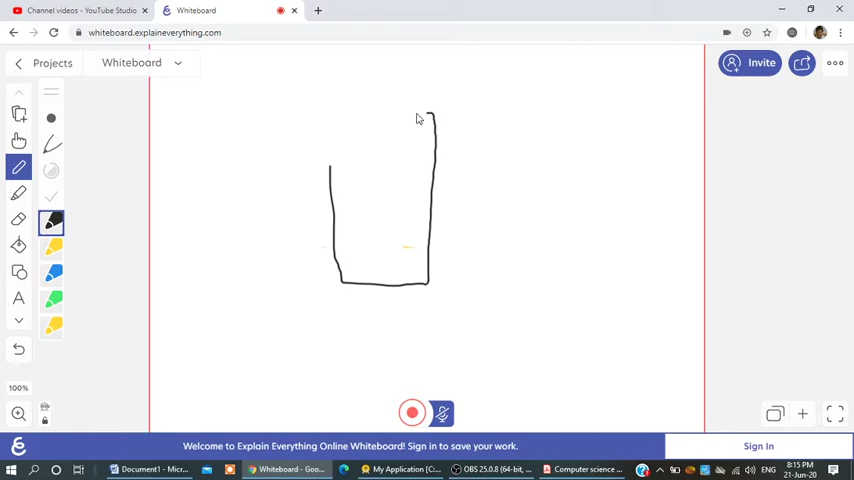 Channel videos - YouTube Studio
Whiteboard
whiteboard.explaineverything.com
Projects
Whiteboard
Invite
A
100%
Welcome to Explain Everything Online Whiteboard! Sign in to save your work.
Sign In
Document1 - Micr...
Whiteboard - Goo...
My Application [C:...
OBS 25.0.8 (64-bit, ...
Computer science ...
ENG
8:15 PM
21-Jun-20